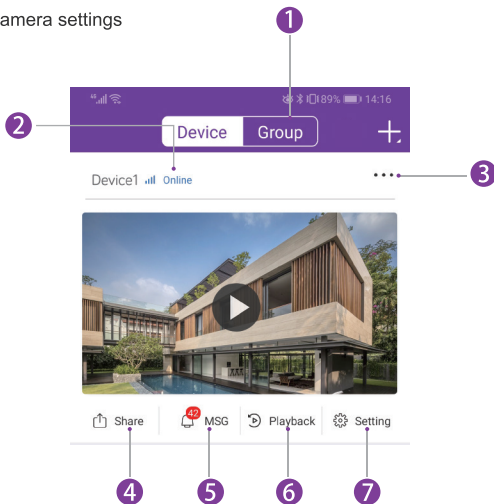 amera settings
1
89% 14:16
2
Device Group
Device1 Online
3
42
Share MSG Playback Setting
4 5 6 7